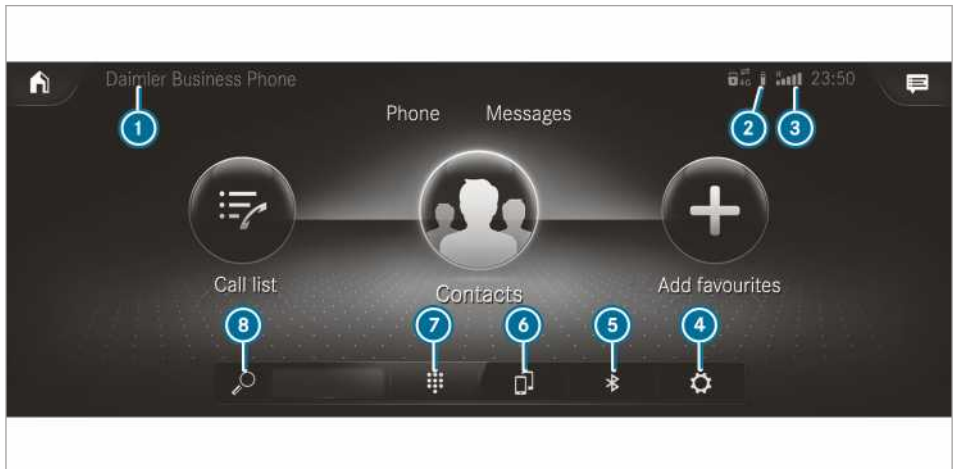 Daimler Business Phone
4G 23:50
1
2
3
Phone Messages
Call list
Contacts
Add favourites
8
7
6
5
4